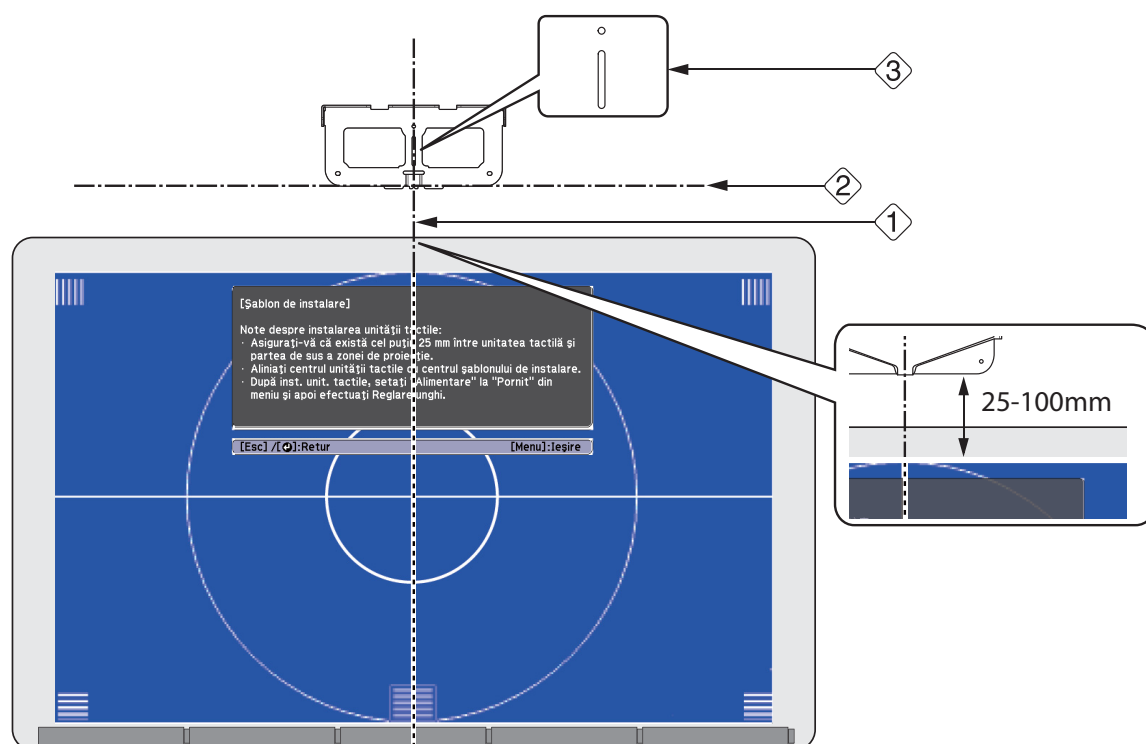 3
2
1
[Şablon de instalare]
Note despre instalarea unităţii tactile:
· Asiguraţi-vă că există cel puţin 25 mm între unitatea tactilă şi
partea de sus a zonei de proiecţie.
· Aliniaţi centrul unităţii tactile cu centrul şablonului de instalare.
· După inst. unit. tactile, setaţi "Alimentare" la "Pornit" din
meniu şi apoi efectuaţi Reglare unghi.
[Esc] /[⏎]:Retur [Menu]:Ieşire
25-100mm